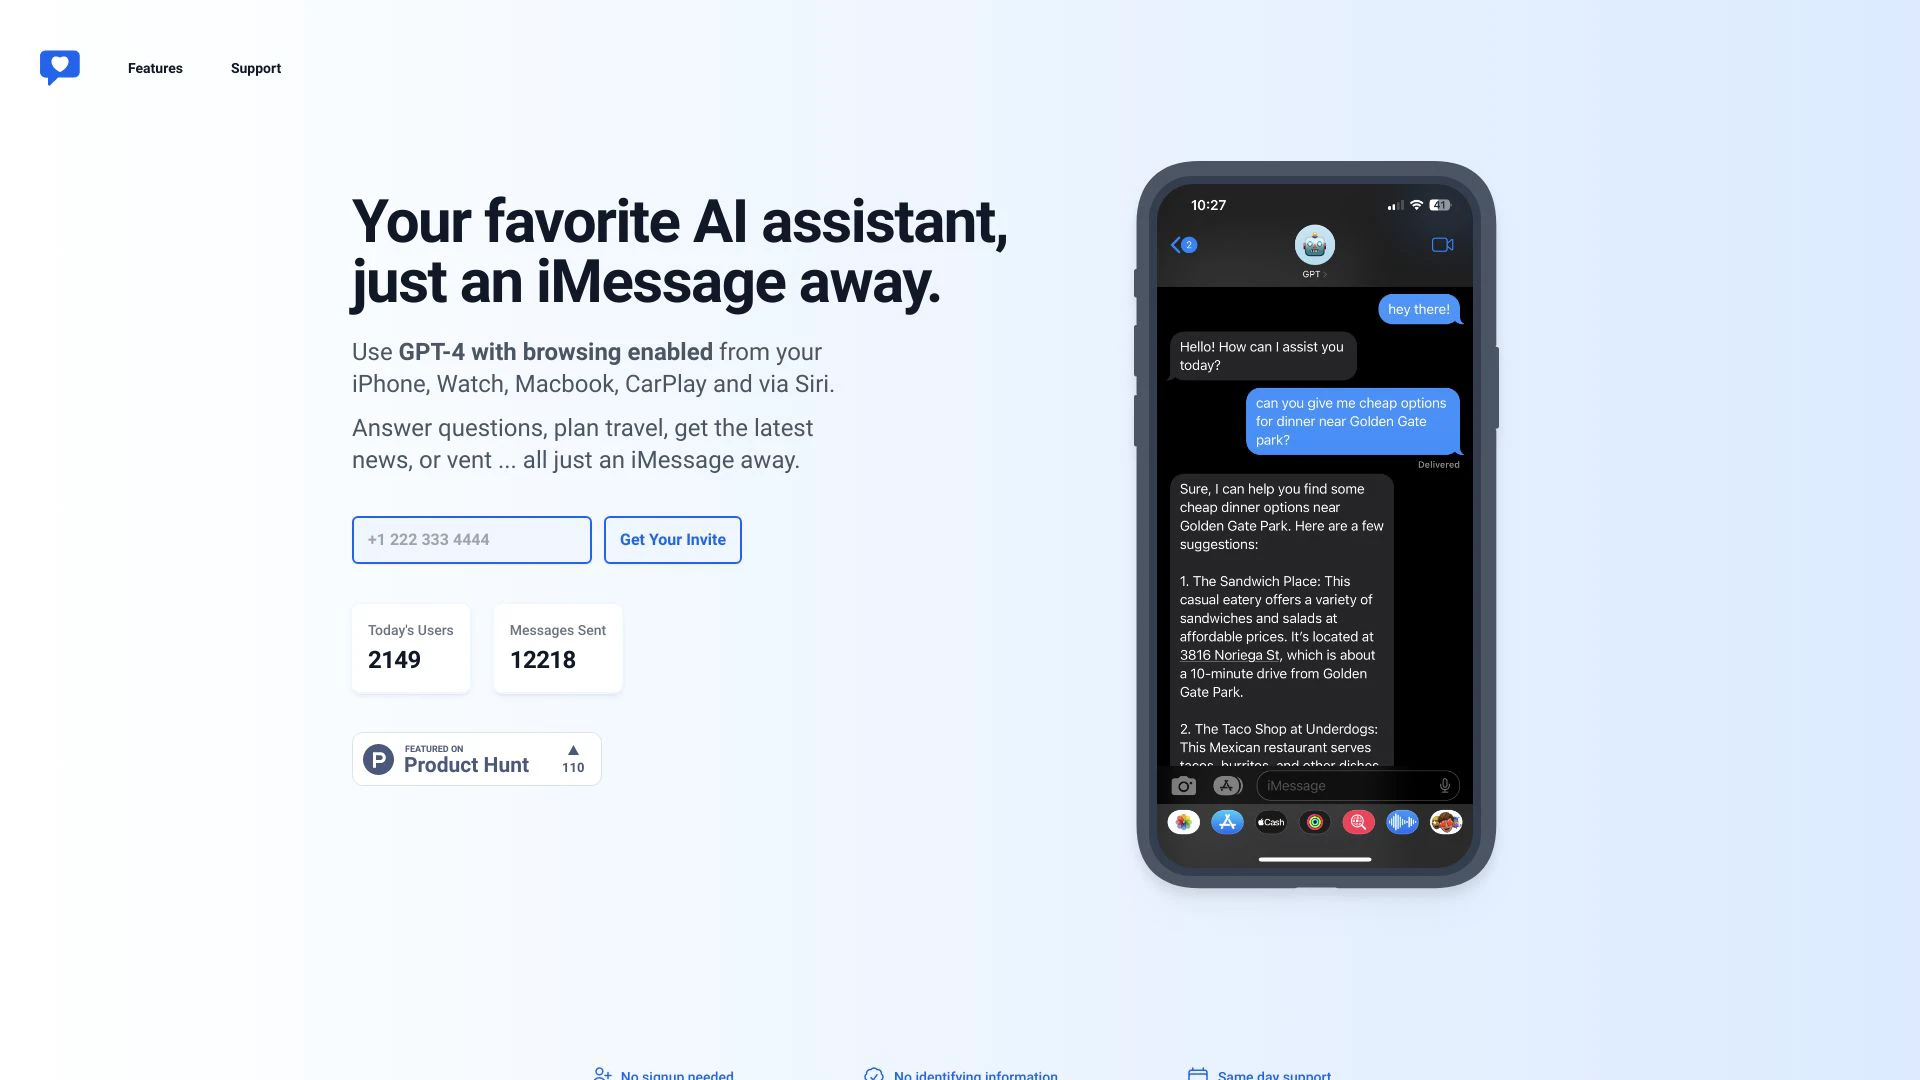 Features
Support
Your favorite AI assistant,
just an iMessage away.
Use GPT-4 with browsing enabled from your
iPhone, Watch, Macbook, CarPlay and via Siri.
Answer questions, plan travel, get the latest
news, or vent ... all just an iMessage away.
+1 222 333 4444
Get Your Invite
Today's Users
2149
Messages Sent
12218
FEATURED ON
Product Hunt
110
10:27
41
2
GPT
hey there!
Hello! How can I assist you
today?
can you give me cheap options
for dinner near Golden Gate
park?
Delivered
Sure, I can help you find some
cheap dinner options near
Golden Gate Park. Here are a few
suggestions:
1. The Sandwich Place: This
casual eatery offers a variety of
sandwiches and salads at
affordable prices. It’s located at
3816 Noriega St, which is about
a 10-minute drive from Golden
Gate Park.
2. The Taco Shop at Underdogs:
This Mexican restaurant serves
tacos, burritos, and other dishes
iMessage
Cash
No signup needed
No identifying information
Same day support